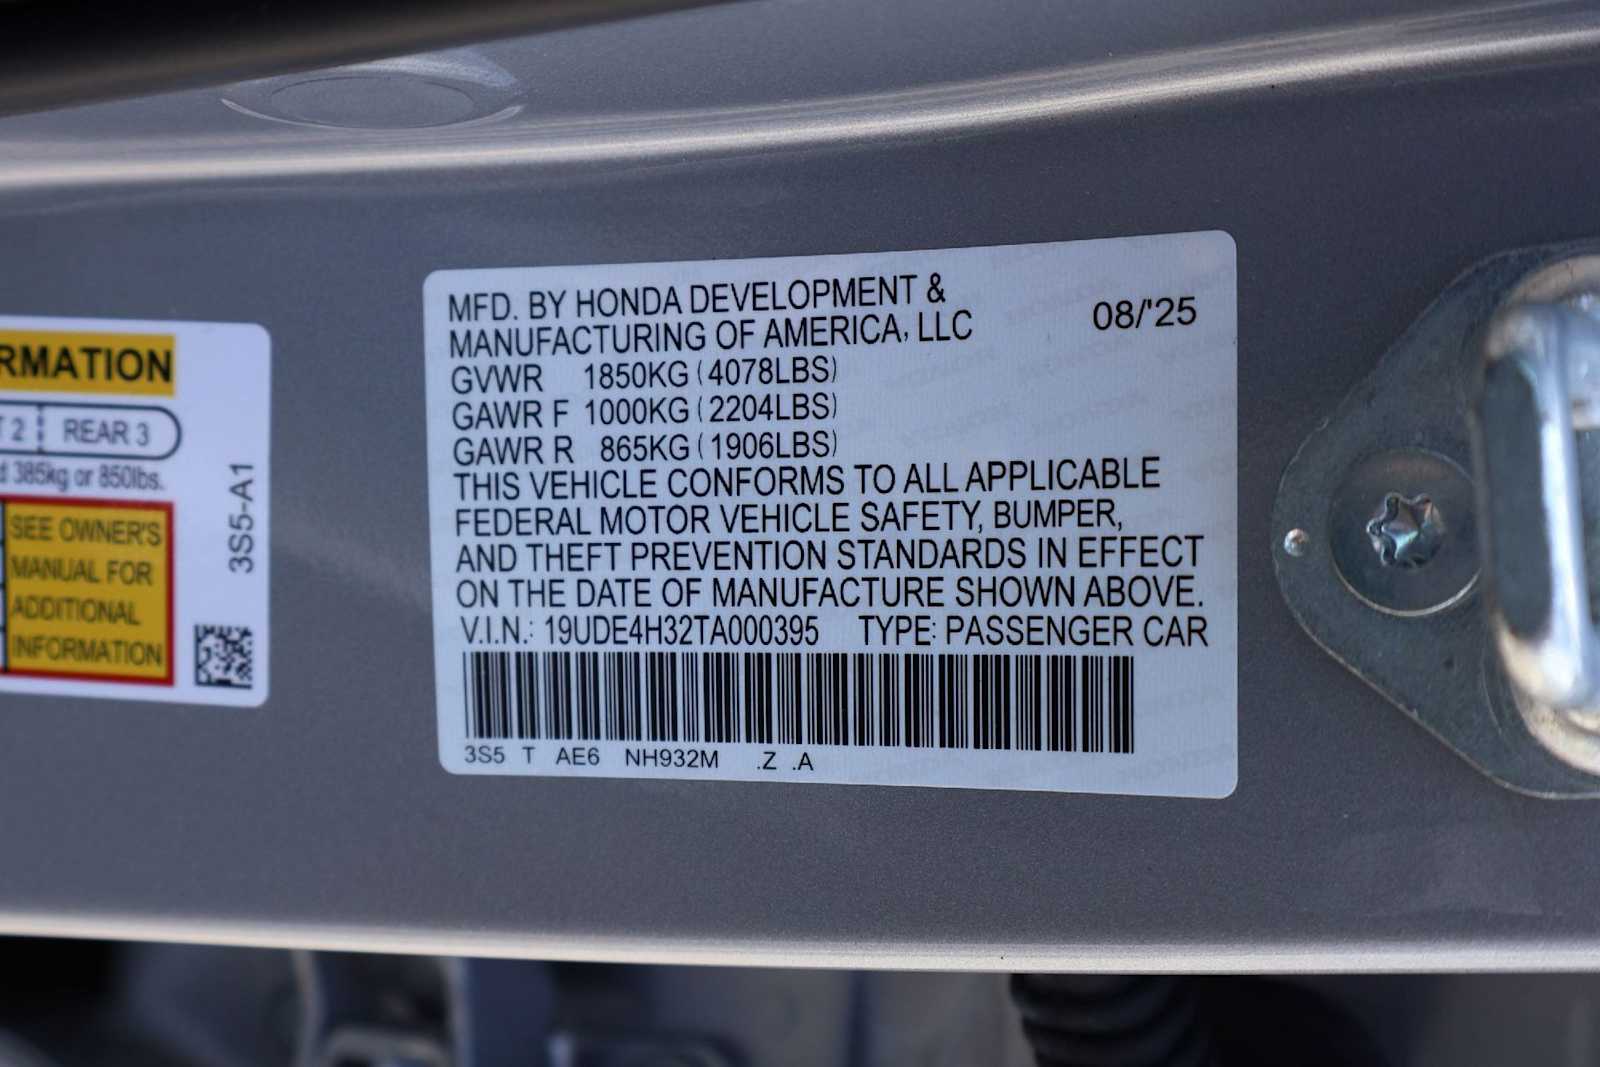 RMATION
T 2 REAR 3
d 385kg or 850lbs.
SEE OWNER'S
MANUAL FOR
ADDITIONAL
INFORMATION
3S5-A1
MFD. BY HONDA DEVELOPMENT &
MANUFACTURING OF AMERICA, LLC 08/'25
GVWR 1850KG (4078LBS)
GAWR F 1000KG (2204LBS)
GAWR R 865KG (1906LBS)
THIS VEHICLE CONFORMS TO ALL APPLICABLE
FEDERAL MOTOR VEHICLE SAFETY, BUMPER,
AND THEFT PREVENTION STANDARDS IN EFFECT
ON THE DATE OF MANUFACTURE SHOWN ABOVE.
V.I.N.: 19UDE4H32TA000395 TYPE: PASSENGER CAR
3S5 T AE6 NH932M .Z .A